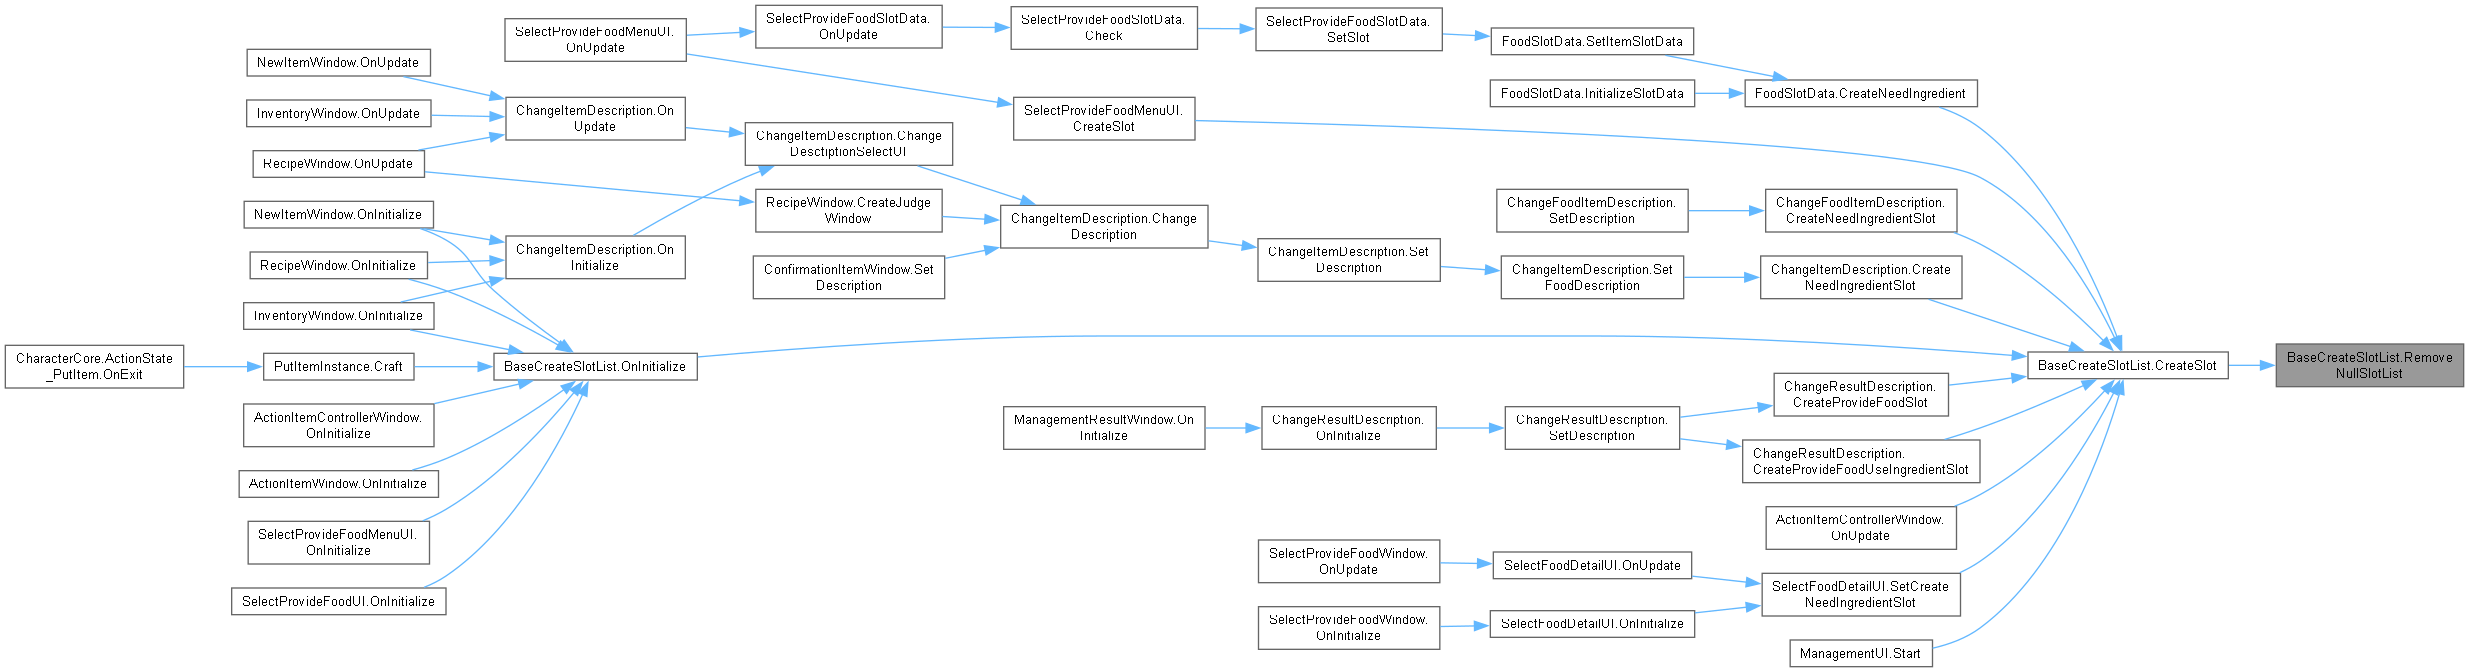 SelectProvideFoodMenuUI.
OnUpdate
SelectProvideFoodSlotData.
OnUpdate
SelectProvideFoodSlotData.
Check
SelectProvideFoodSlotData.
SetSlot
FoodSlotData.SetItemSlotData
NewItemWindow.OnUpdate
InventoryWindow.OnUpdate
RecipeWindow.OnUpdate
ChangeItemDescription.On
Update
ChangeItemDescription.Change
DesctiptionSelectUI
SelectProvideFoodMenuUI.
CreateSlot
FoodSlotData.InitializeSlotData
FoodSlotData.CreateNeedIngredient
NewItemWindow.OnInitialize
RecipeWindow.OnInitialize
InventoryWindow.OnInitialize
ChangeItemDescription.On
Initialize
RecipeWindow.CreateJudge
Window
ConfirmationItemWindow.Set
Description
ChangeItemDescription.Change
Description
ChangeItemDescription.Set
Description
ChangeFoodItemDescription.
SetDescription
ChangeFoodItemDescription.
CreateNeedIngredientSlot
ChangeItemDescription.Set
FoodDescription
ChangeItemDescription.Create
NeedIngredientSlot
CharacterCore.ActionState
_PutItem.OnExit
PutItemInstance.Craft
BaseCreateSlotList.OnInitialize
BaseCreateSlotList.CreateSlot
BaseCreateSlotList.Remove
NullSlotList
ActionItemControllerWindow.
OnInitialize
ActionItemWindow.OnInitialize
SelectProvideFoodMenuUI.
OnInitialize
SelectProvideFoodUI.OnInitialize
ManagementResultWindow.On
Initialize
ChangeResultDescription.
OnInitialize
ChangeResultDescription.
SetDescription
ChangeResultDescription.
CreateProvideFoodSlot
ChangeResultDescription.
CreateProvideFoodUseIngredientSlot
ActionItemControllerWindow.
OnUpdate
SelectProvideFoodWindow.
OnUpdate
SelectFoodDetailUI.OnUpdate
SelectFoodDetailUI.SetCreate
NeedIngredientSlot
SelectProvideFoodWindow.
OnInitialize
SelectFoodDetailUI.OnInitialize
ManagementUI.Start